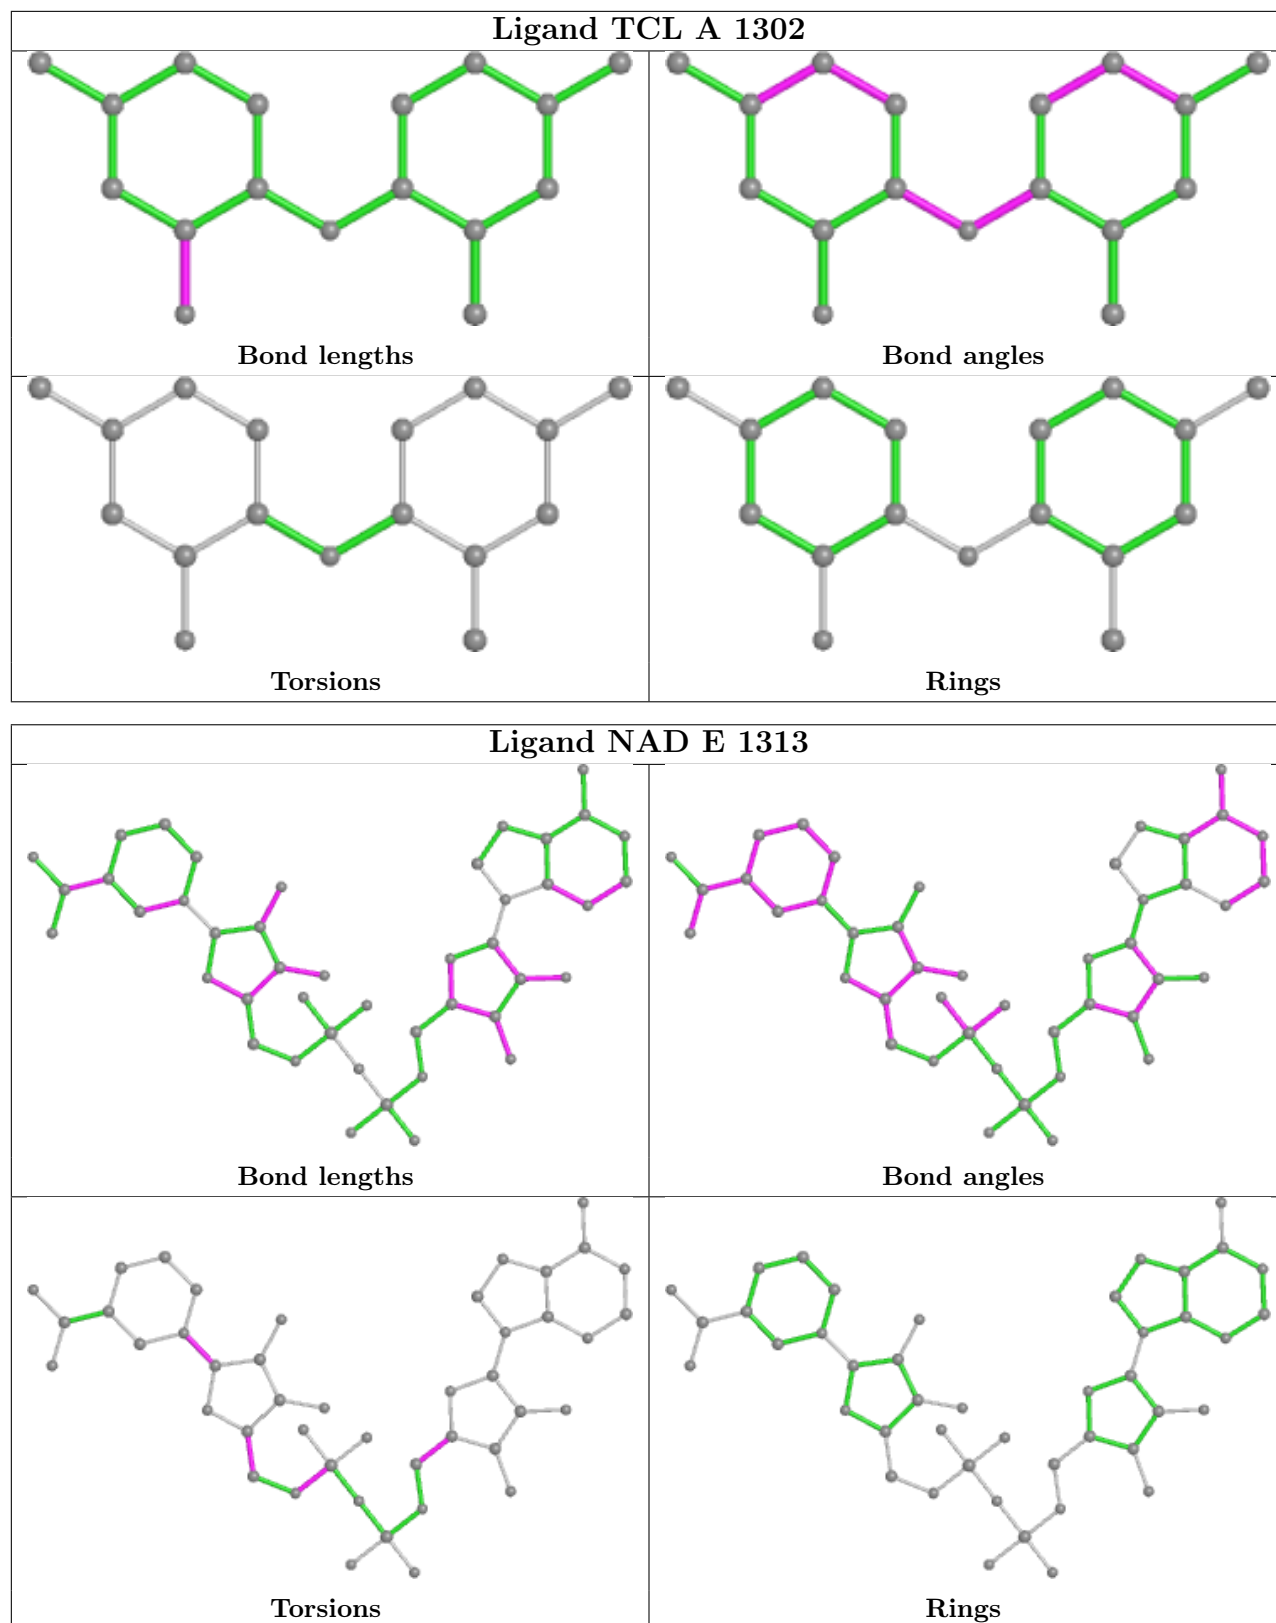 Ligand TCL A 1302
Bond lengths
Bond angles
Torsions
Rings
Ligand NAD E 1313
Bond lengths
Bond angles
Torsions
Rings